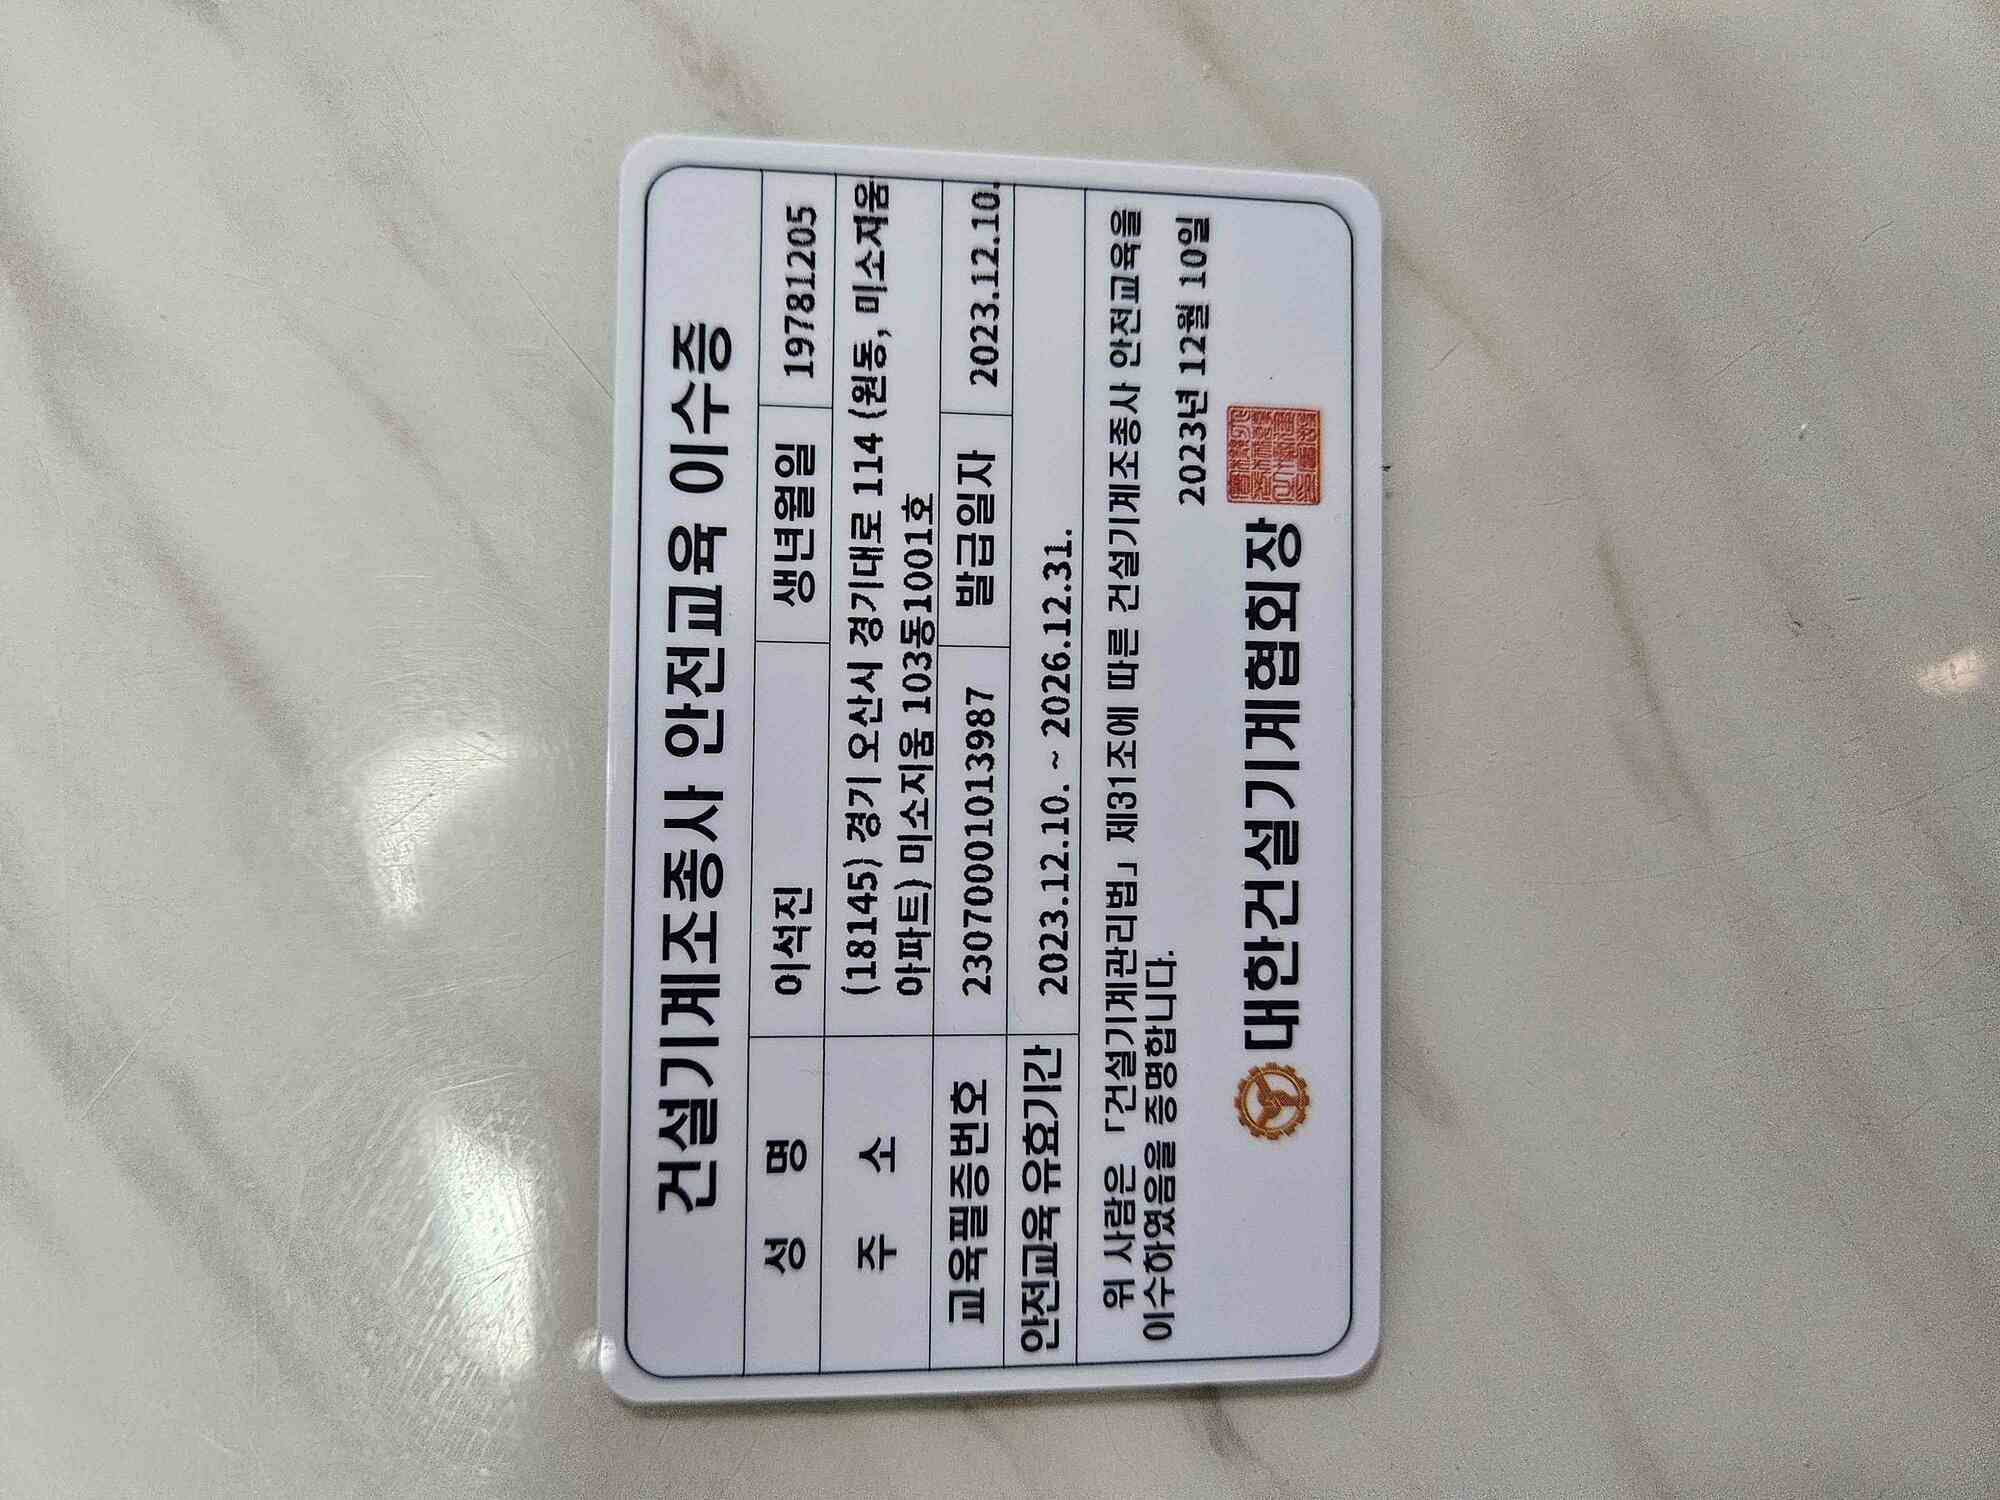 건설기계조종사 안전교육 이수증
성 명 이석진 생년월일 19781205
주 소 (18145) 경기 오산시 경기대로 114 (원동, 미소지움
아파트) 미소지움 103동1001호
교육필증번호 23070001013987 발급일자 2023.12.10.
안전교육 유효기간 2023.12.10. ~ 2026.12.31.
위 사람은 「건설기계관리법」 제31조에 따른 건설기계조종사 안전교육을
이수하였음을 증명합니다.
2023년 12월 10일
대한건설기계협회장